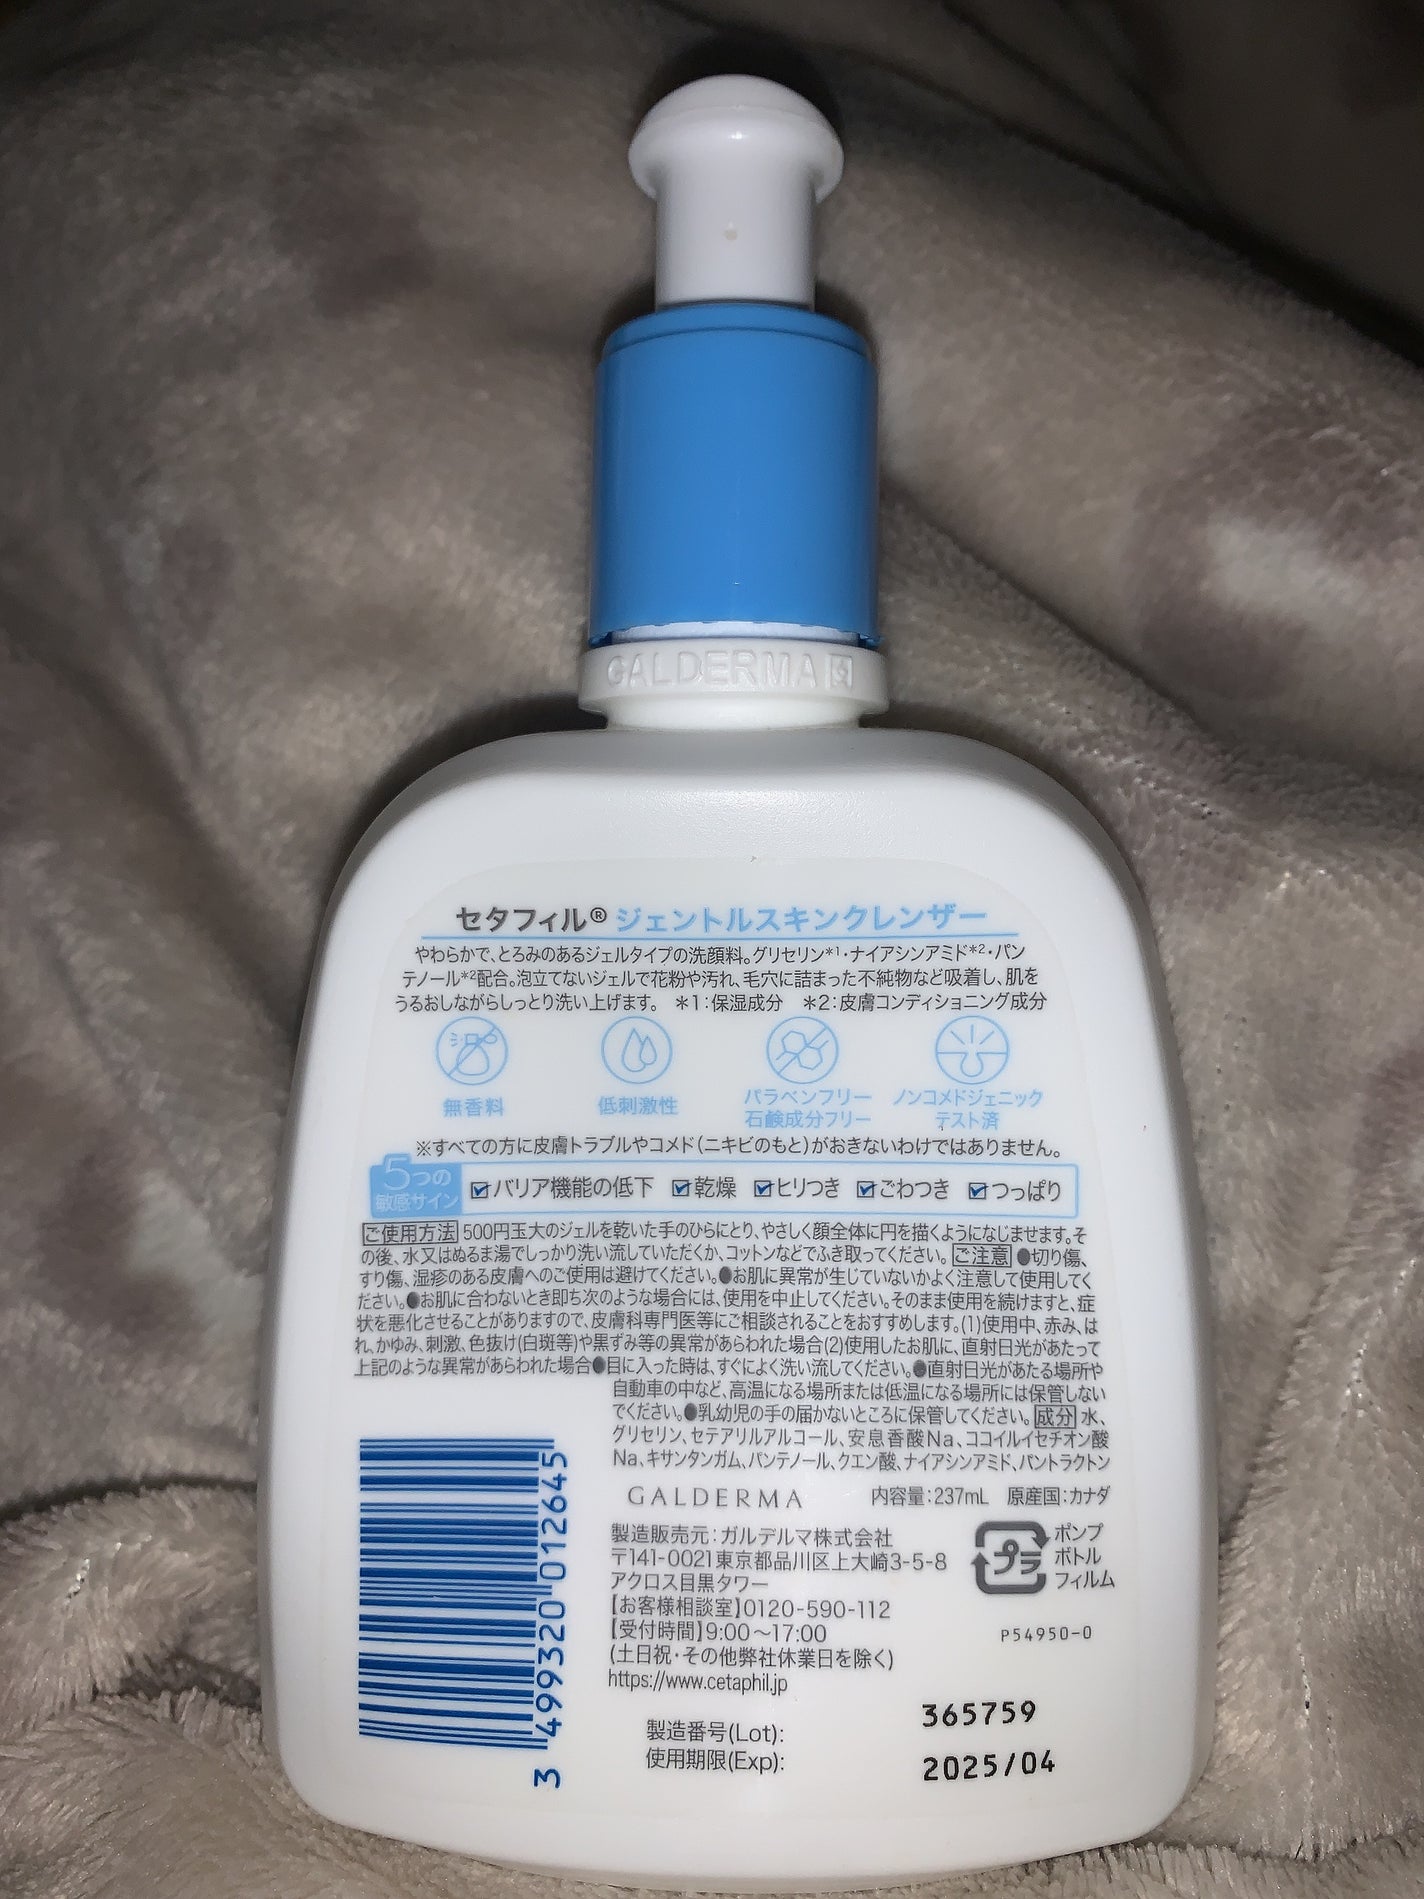 GALDERMA
セタフィル® ジェントルスキンクレンザー
やわらかで、とろみのあるジェルタイプの洗顔料。グリセリン*1・ナイアシンアミド*2・パン
テノール*2配合。泡立てないジェルで花粉や汚れ、毛穴に詰まった不純物など吸着し、肌を
うるおしながらしっとり洗い上げます。 *1:保湿成分 *2:皮膚コンディショニング成分
無香料
低刺激性
パラベンフリー
石鹸成分フリー
ノンコメドジェニック
テスト済
※すべての方に皮膚トラブルやコメド(ニキビのもと)がおきないわけではありません。
5つの
敏感サイン
バリア機能の低下 乾燥 ヒリつき ごわつき つっぱり
ご使用方法 500円玉大のジェルを乾いた手のひらにとり、やさしく顔全体に円を描くようになじませます。そ
の後、水又はぬるま湯でしっかり洗い流していただくか、コットンなどでふき取ってください。 ご注意 ●切り傷、
すり傷、湿疹のある皮膚へのご使用は避けてください。●お肌に異常が生じていないかよく注意して使用してく
ださい。●お肌に合わないとき即ち次のような場合には、使用を中止してください。そのまま使用を続けますと、症
状を悪化させることがありますので、皮膚科専門医等にご相談されることをおすすめします。(1)使用中、赤み、は
れ、かゆみ、刺激、色抜け(白斑等)や黒ずみ等の異常があらわれた場合(2)使用したお肌に、直射日光があたって
上記のような異常があらわれた場合●目に入った時は、すぐによく洗い流してください。●直射日光があたる場所や
自動車の中など、高温になる場所または低温になる場所には保管しない
でください。●乳幼児の手の届かないところに保管してください。 成分 水、
グリセリン、セテアリルアルコール、安息香酸Na、ココイルイセチオン酸
Na、キサンタンガム、パンテノール、クエン酸、ナイアシンアミド、パントラクトン
GALDERMA 内容量:237mL 原産国:カナダ
製造販売元:ガルデルマ株式会社
〒141-0021東京都品川区上大崎3-5-8
アクロス目黒タワー
【お客様相談室】0120-590-112
【受付時間】9:00～17:00
(土日祝・その他弊社休業日を除く)
https://www.cetaphil.jp
プラ
ポンプ
ボトル
フィルム
P54950-0
3 499320 012645
製造番号(Lot): 365759
使用期限(Exp): 2025/04